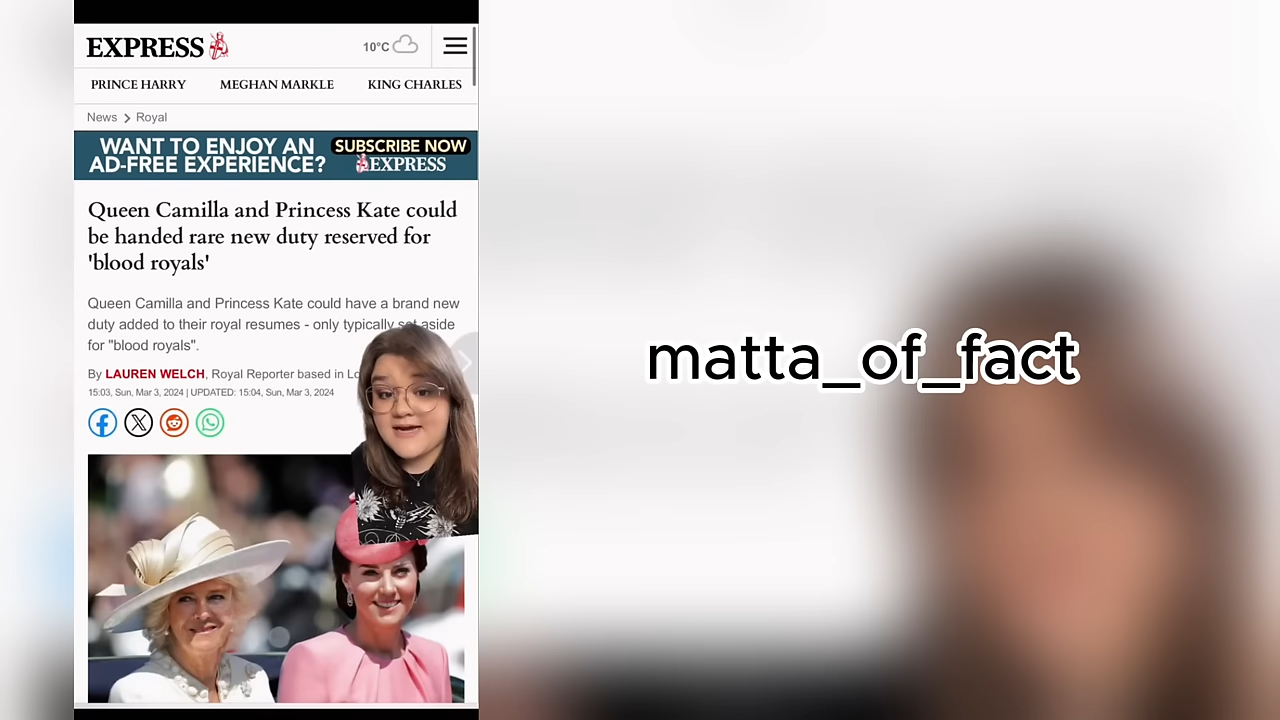 EXPRESS
10°C
PRINCE HARRY MEGHAN MARKLE KING CHARLES
News > Royal
WANT TO ENJOY AN
AD-FREE EXPERIENCE?
SUBSCRIBE NOW
EXPRESS
Queen Camilla and Princess Kate could
be handed rare new duty reserved for
'blood royals'
Queen Camilla and Princess Kate could have a brand new
duty added to their royal resumes - only typically set aside
for "blood royals".
By LAUREN WELCH, Royal Reporter based in
15:03, Sun, Mar 3, 2024 | UPDATED: 15:04, Sun, Mar 3, 2024
matta_of_fact